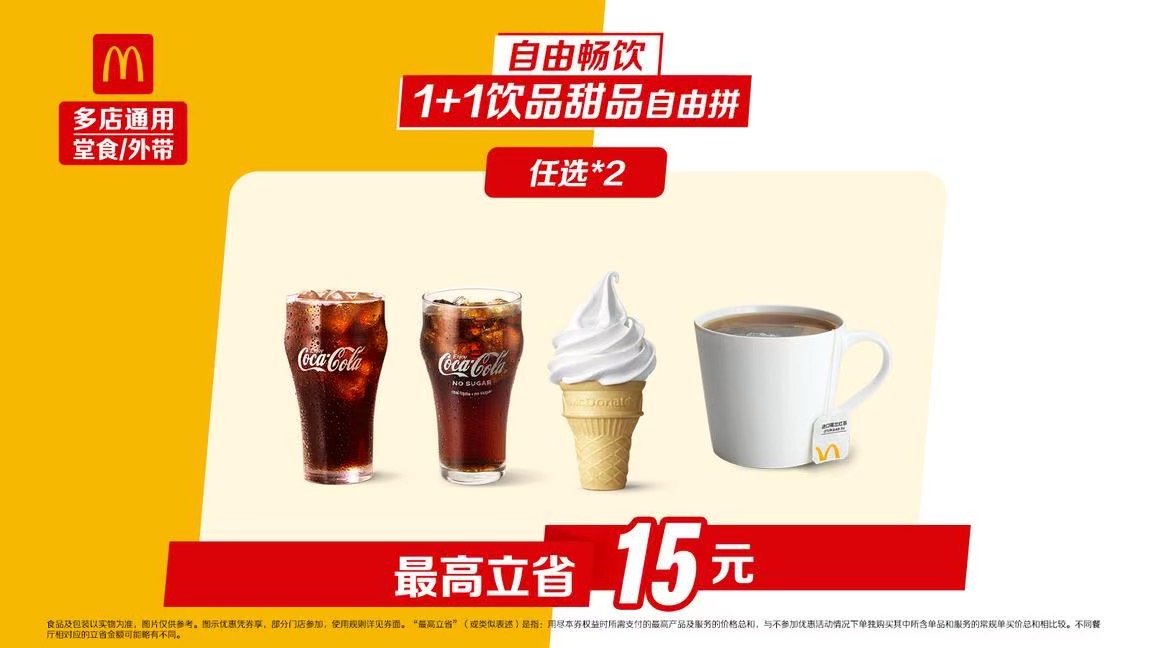 自由畅饮
1+1饮品甜品自由拼
多店通用
堂食/外带
任选*2
Enjoy
Coca-Cola
Enjoy
Coca-Cola
NO SUGAR
McDonald's
最高立省15元
食品及包装以实物为准，图片仅供参考。图示优惠凭券享，部分门店参加，使用规则详见券面。“最高立省”（或类似表述）是指：用尽本券权益时所需支付的最高产品及服务的价格总和，与不参加优惠活动情况下单独购买其中所含单品和服务的常规单买价总和相比较。不同餐
厅相对应的立省金额可能略有不同。